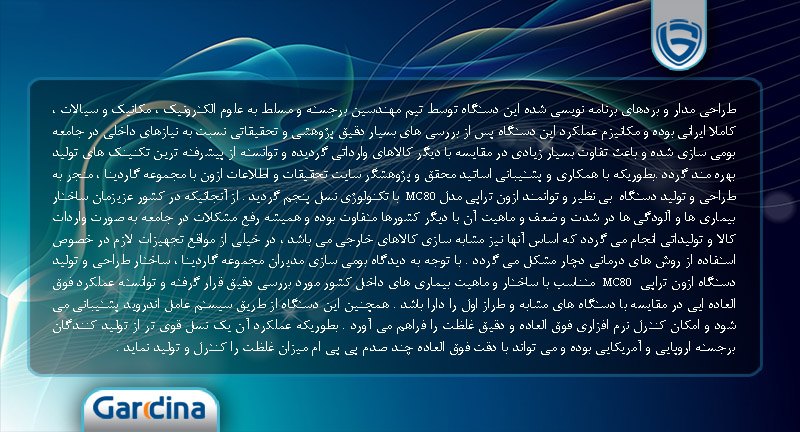 طراحی مدار و بردهای برنامه نویسی شده این دستگاه توسط تیم مهندسین برجسته و مسلط به علوم الکترونیک ، مکانیک و سیالات ،
کاملا ایرانی بوده و مکانیزم عملکرد این دستگاه پس از بررسی های بسیار دقیق پژوهشی و تحقیقاتی نسبت به نیازهای داخلی در جامعه
بومی سازی شده و باعث تفاوت بسیار زیادی در مقایسه با دیگر کالاهای وارداتی گردیده و توانسته از پیشرفته ترین تکنیک های تولید
بهره مند گردد .بطوریکه با همکاری و پشتیبانی اساتید محقق و پژوهشگر سایت تحقیقات و اطلاعات ازون با مجموعه گاردینا ، منجر به
طراحی و تولید دستگاه بی نظیر و توانمند ازون تراپی مدل MC80 با تکنولوژی نسل پنجم گردید . از آنجائیکه در کشور عزیزمان ساختار
بیماری ها و آلودگی ها در شدت و ضعف و ماهیت آن با دیگر کشورها متفاوت بوده و همیشه رفع مشکلات در جامعه به صورت واردات
کالا و تولیداتی انجام می گردد که اساس آنها نیز مشابه سازی کالاهای خارجی می باشد ، در خیلی از مواقع تجهیزات لازم در خصوص
استفاده از روش های درمانی دچار مشکل می گردد . با توجه به دیدگاه بومی سازی مدیران مجموعه گاردینا ، ساختار طراحی و تولید
دستگاه ازون تراپی MC80 متناسب با ساختار و ماهیت بیماری های داخل کشور مورد بررسی دقیق قرار گرفته و توانسته عملکرد فوق
العاده ایی در مقایسه با دستگاه های مشابه و طراز اول را دارا باشد . همچنین این دستگاه از طریق سیستم عامل اندروید پشتیبانی می
شود و امکان کنترل نرم افزاری فوق العاده و دقیق غلظت را فراهم می آورد . بطوریکه عملکرد آن یک نسل قوی تر از تولید کنندگان
برجسته اروپایی و آمریکایی بوده و می تواند با دقت فوق العاده چند صدم پی پی ام میزان غلظت را کنترل و تولید نماید .
Gardina